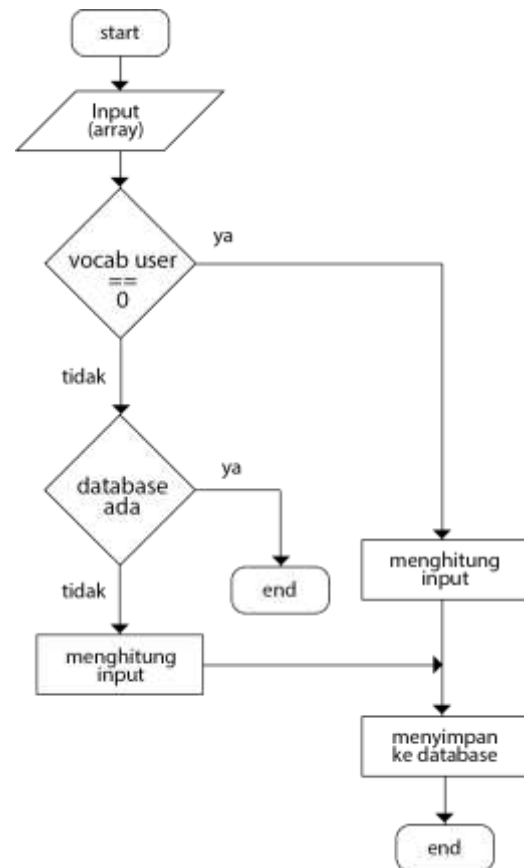 start
Input
(array)
ya
vocab user
==
0
tidak
ya
database
ada
end
menghitung
input
tidak
menghitung
input
menyimpan
ke database
end